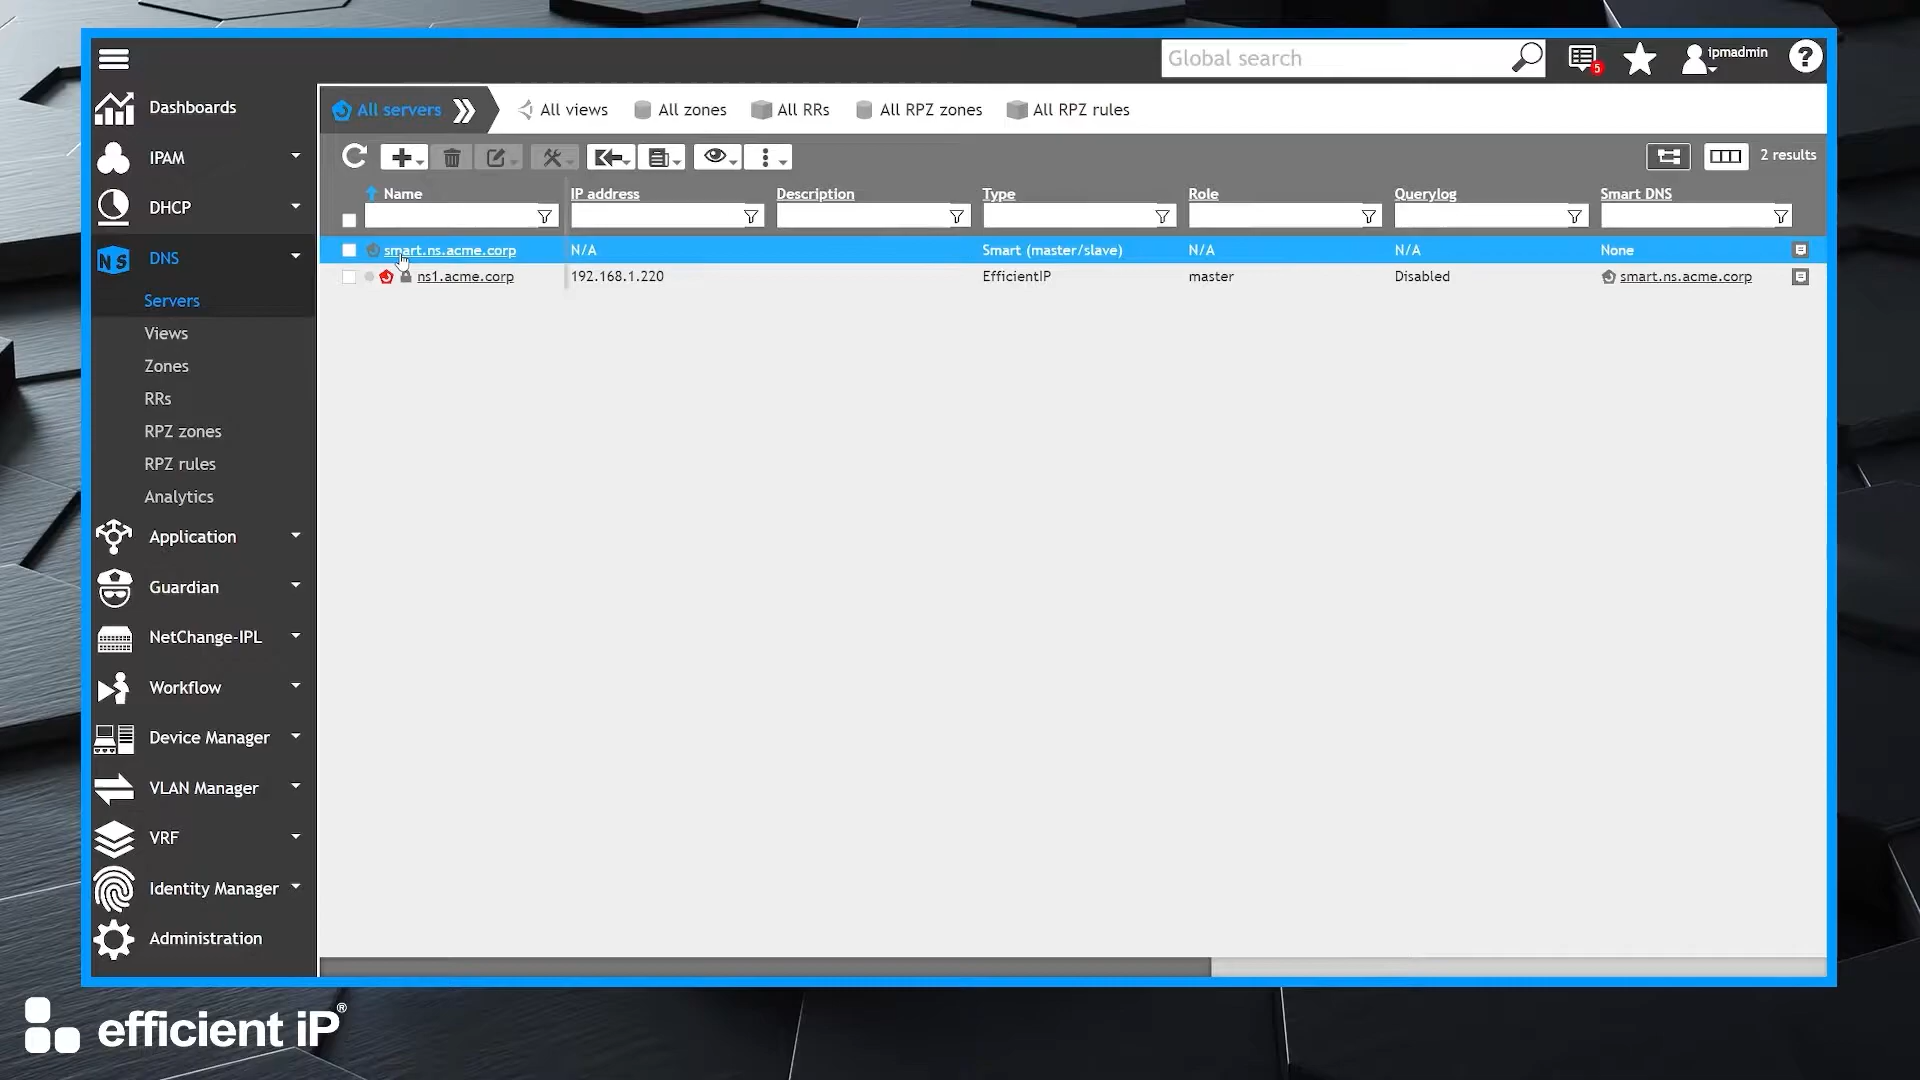 Global search
5
ipmadmin
?
Dashboards
IPAM
DHCP
NS DNS
Servers
Views
Zones
RRs
RPZ zones
RPZ rules
Analytics
Application
Guardian
NetChange-IPL
Workflow
Device Manager
VLAN Manager
VRF
Identity Manager
Administration
All servers All views All zones All RRs All RPZ zones All RPZ rules
2 results
Name IP address Description Type Role Querylog Smart DNS
smart.ns.acme.corp N/A Smart (master/slave) N/A N/A None
ns1.acme.corp 192.168.1.220 EfficientIP master Disabled smart.ns.acme.corp
efficient iP®